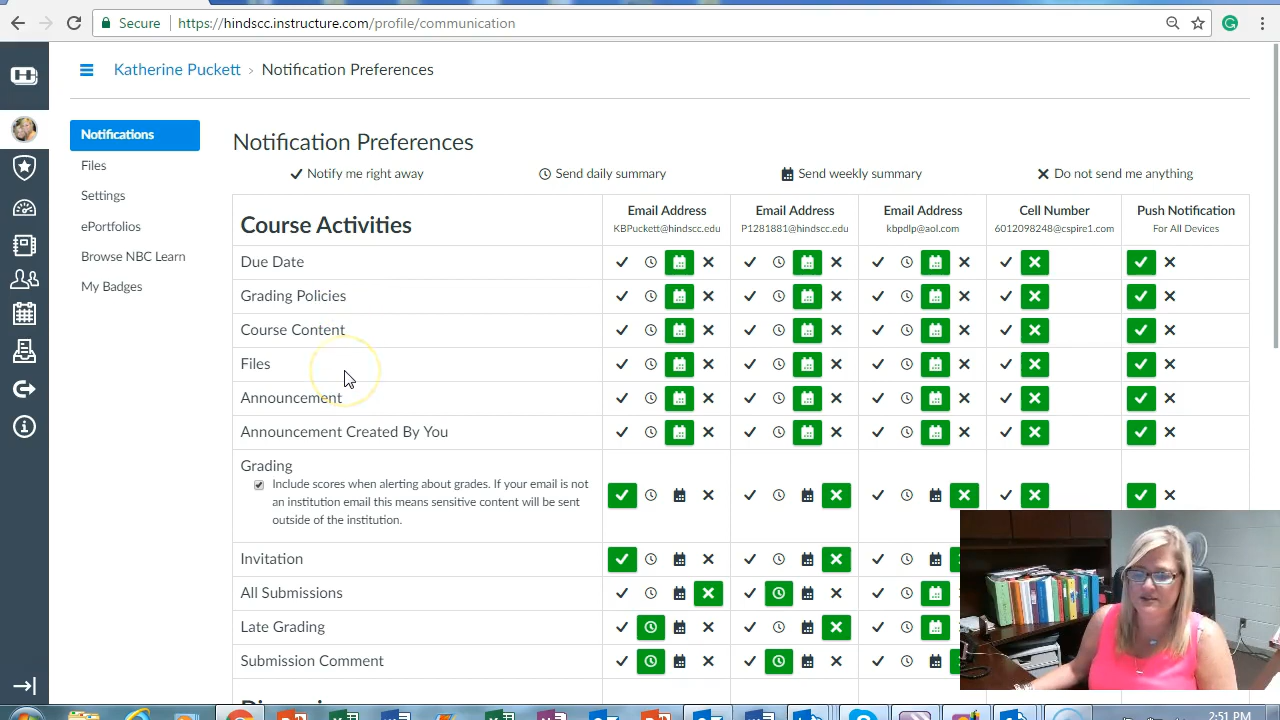 Secure https://hindscc.instructure.com/profile/communication
Katherine Puckett > Notification Preferences
Notifications
Files
Settings
ePortfolios
Browse NBC Learn
My Badges
Notification Preferences
Notify me right away
Send daily summary
Send weekly summary
Do not send me anything
Course Activities
Email Address
KBPuckett@hindscc.edu
Email Address
P1281881@hindscc.edu
Email Address
kbpdlp@aol.com
Cell Number
6012098248@cspire1.com
Push Notification
For All Devices
Due Date
Grading Policies
Course Content
Files
Announcement
Announcement Created By You
Grading
Include scores when alerting about grades. If your email is not
an institution email this means sensitive content will be sent
outside of the institution.
Invitation
All Submissions
Late Grading
Submission Comment
2:51 PM